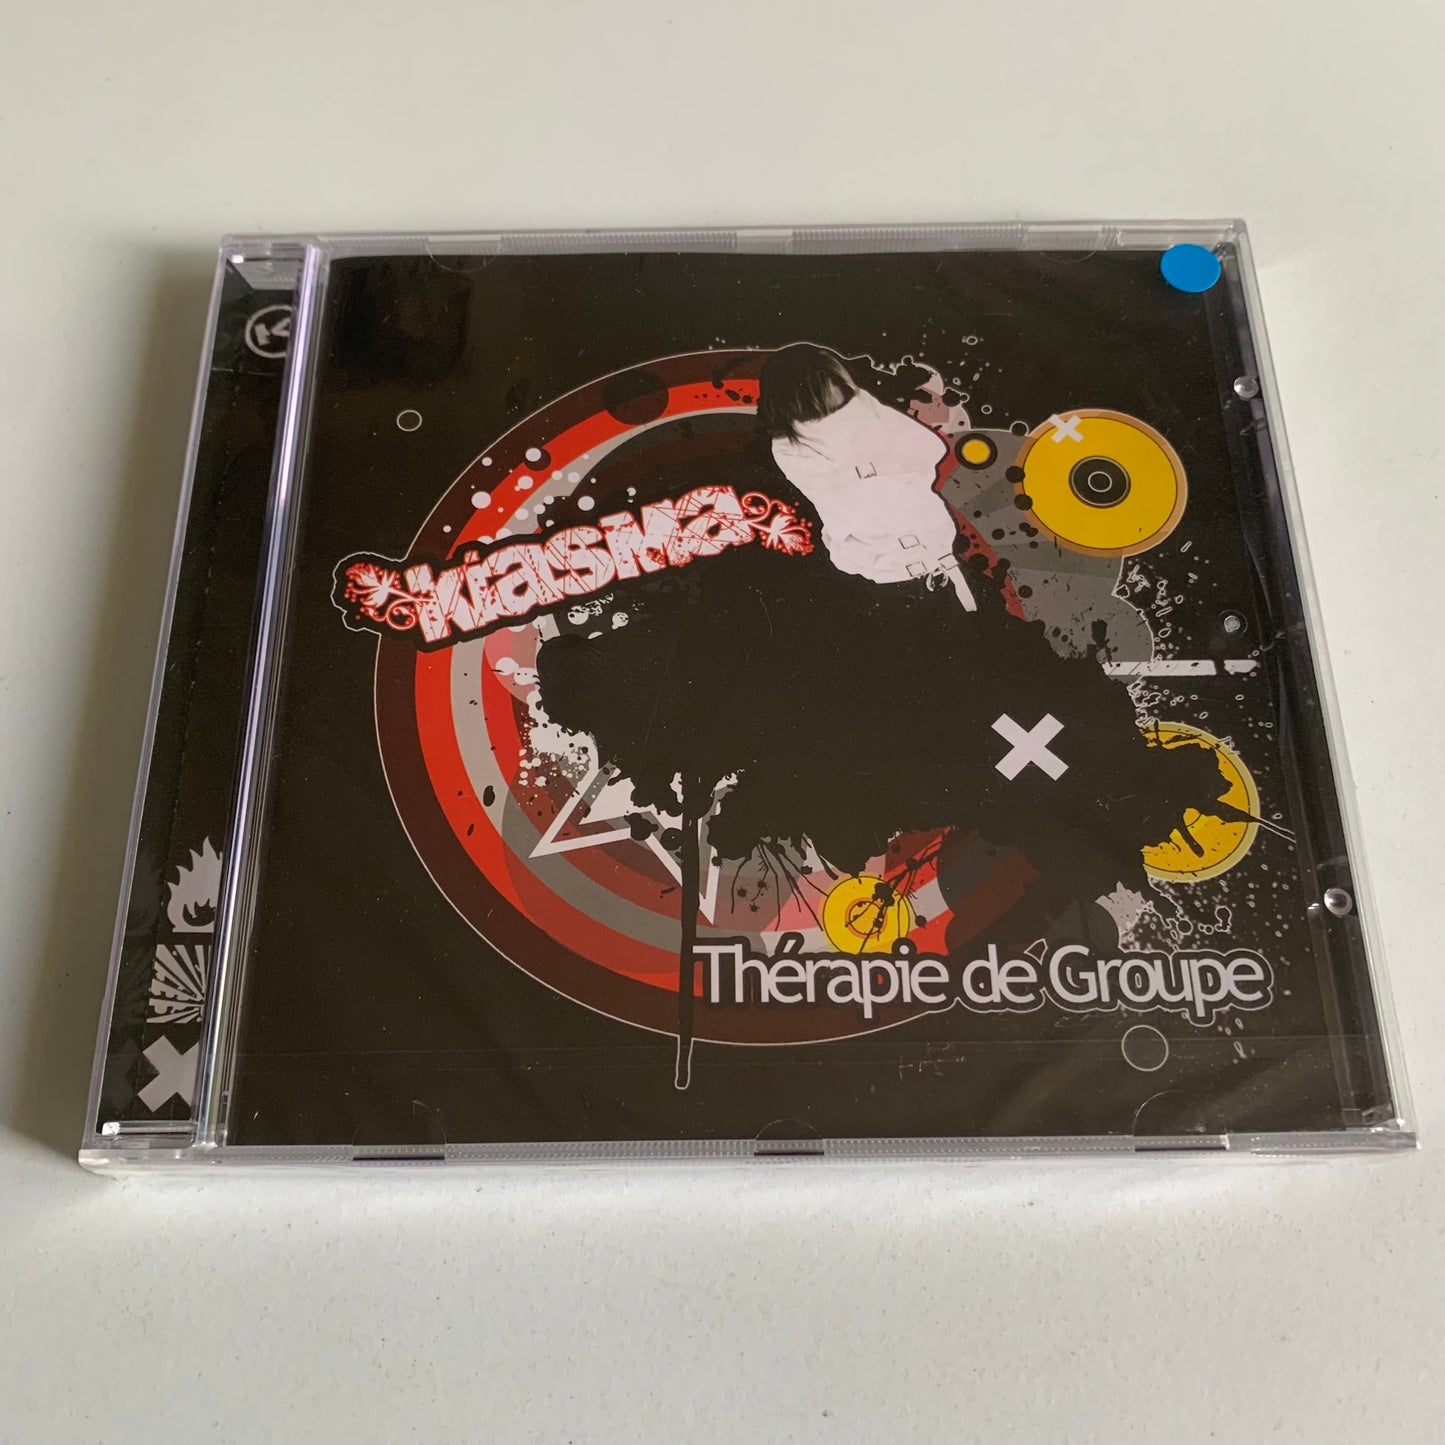 Kiasma
Thérapie de Groupe